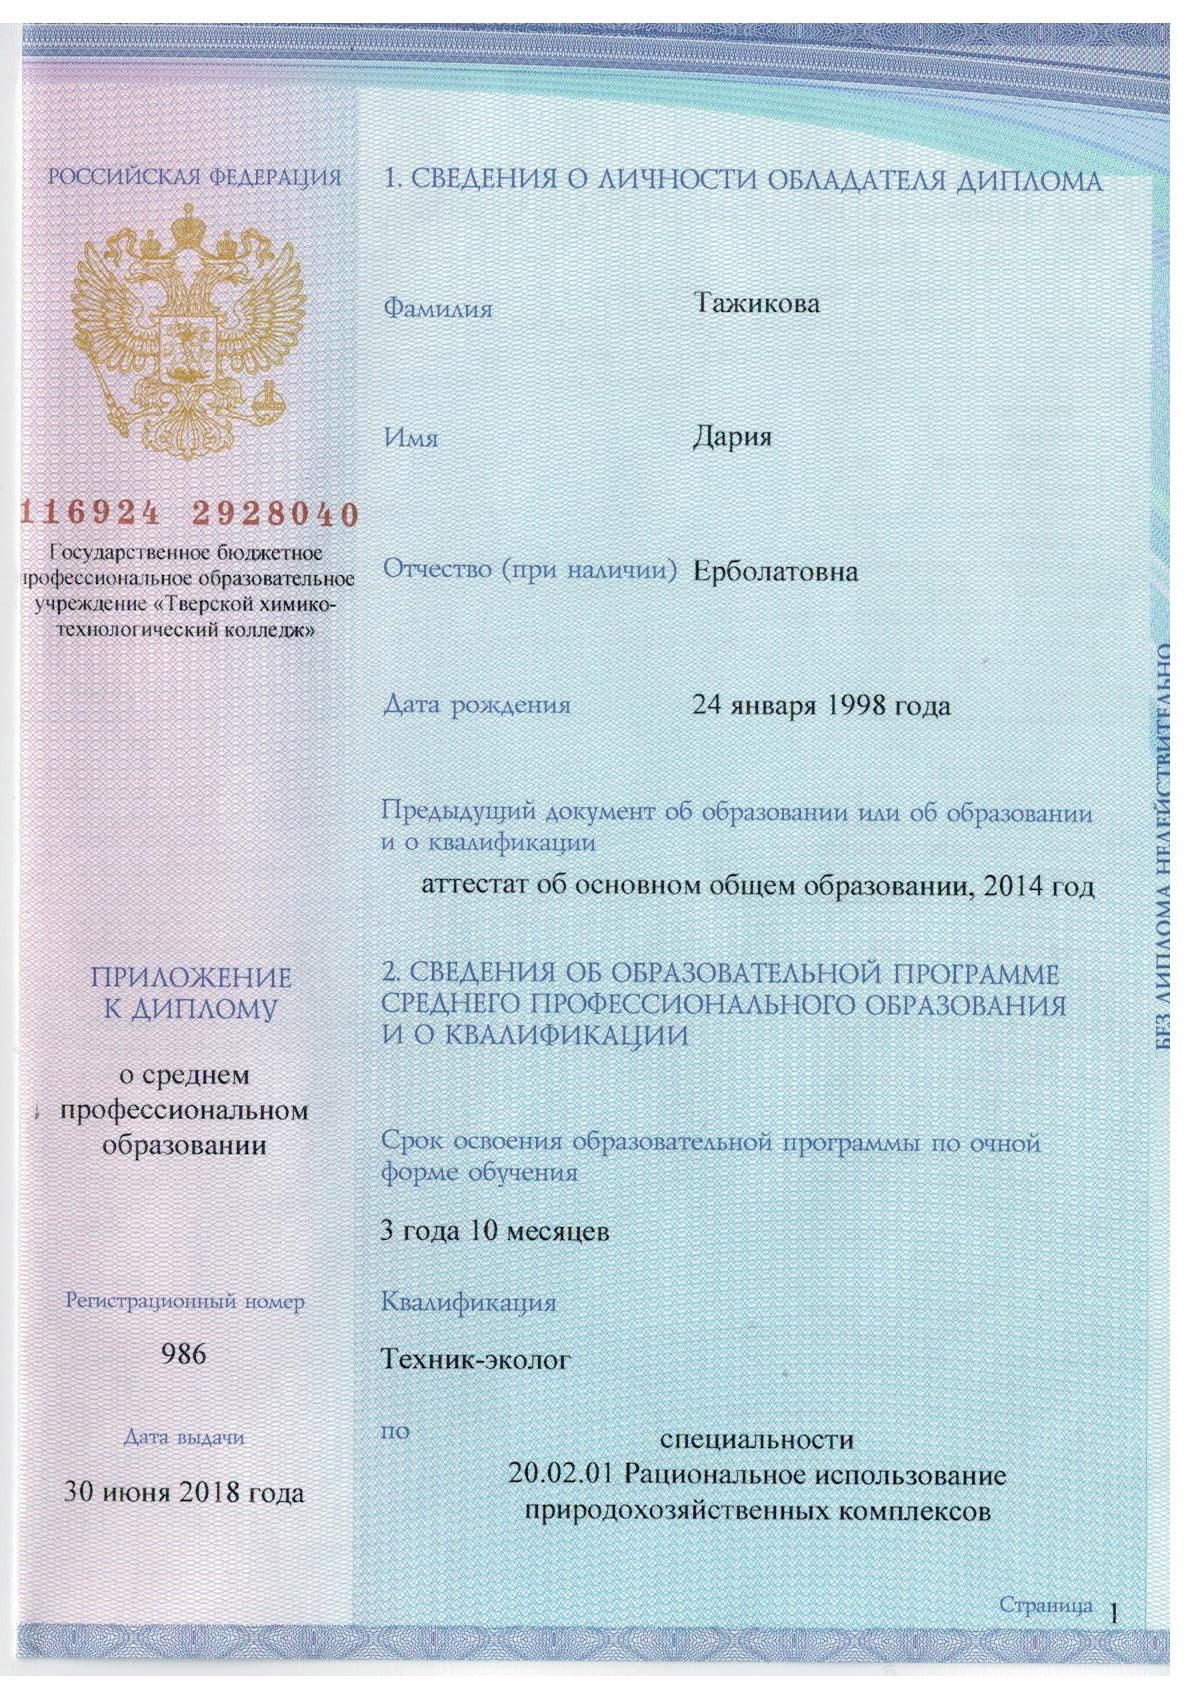 РОССИЙСКАЯ ФЕДЕРАЦИЯ
116924 2928040
Государственное бюджетное
профессиональное образовательное
учреждение «Тверской химико-
технологический колледж»
ПРИЛОЖЕНИЕ
К ДИПЛОМУ
о среднем
профессиональном
образовании
Регистрационный номер
986
Дата выдачи
30 июня 2018 года
1. СВЕДЕНИЯ О ЛИЧНОСТИ ОБЛАДАТЕЛЯ ДИПЛОМА
Фамилия Тажикова
Имя Дария
Отчество (при наличии) Ерболатовна
Дата рождения 24 января 1998 года
Предыдущий документ об образовании или об образовании
и о квалификации
аттестат об основном общем образовании, 2014 год
2. СВЕДЕНИЯ ОБ ОБРАЗОВАТЕЛЬНОЙ ПРОГРАММЕ
СРЕДНЕГО ПРОФЕССИОНАЛЬНОГО ОБРАЗОВАНИЯ
И О КВАЛИФИКАЦИИ
Срок освоения образовательной программы по очной
форме обучения
3 года 10 месяцев
Квалификация
Техник-эколог
по специальности
20.02.01 Рациональное использование
природохозяйственных комплексов
Страница 1
БЕЗ ДИПЛОМА НЕДЕЙСТВИТЕЛЬНО